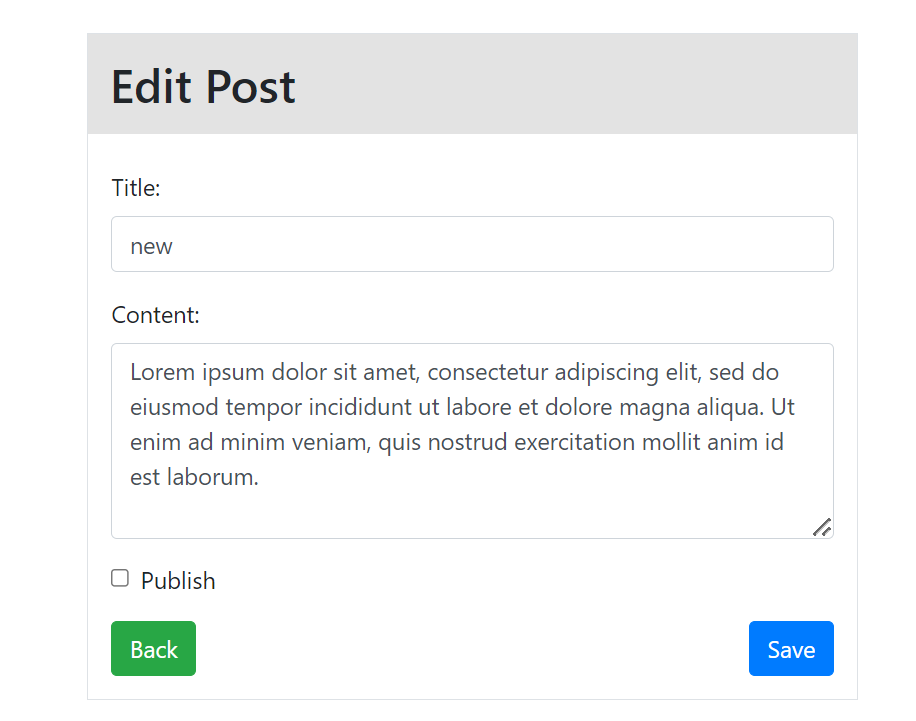 Edit Post
Title:
new
Content:
Lorem ipsum dolor sit amet, consectetur adipiscing elit, sed do
eiusmod tempor incididunt ut labore et dolore magna aliqua. Ut
enim ad minim veniam, quis nostrud exercitation mollit anim id
est laborum.
Publish
Back
Save